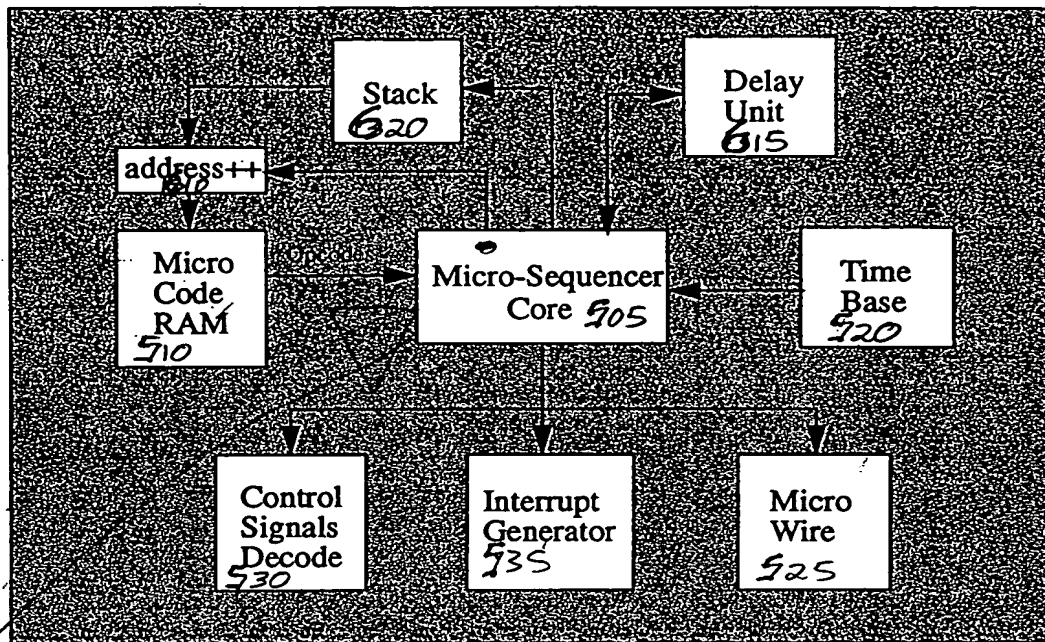 Stack
620
Delay
Unit
615
address++
Micro
Code
RAM
510
Opcode
Micro-Sequencer
Core 505
Time
Base
520
Control
Signals
Decode
530
Interrupt
Generator
535
Micro
Wire
525